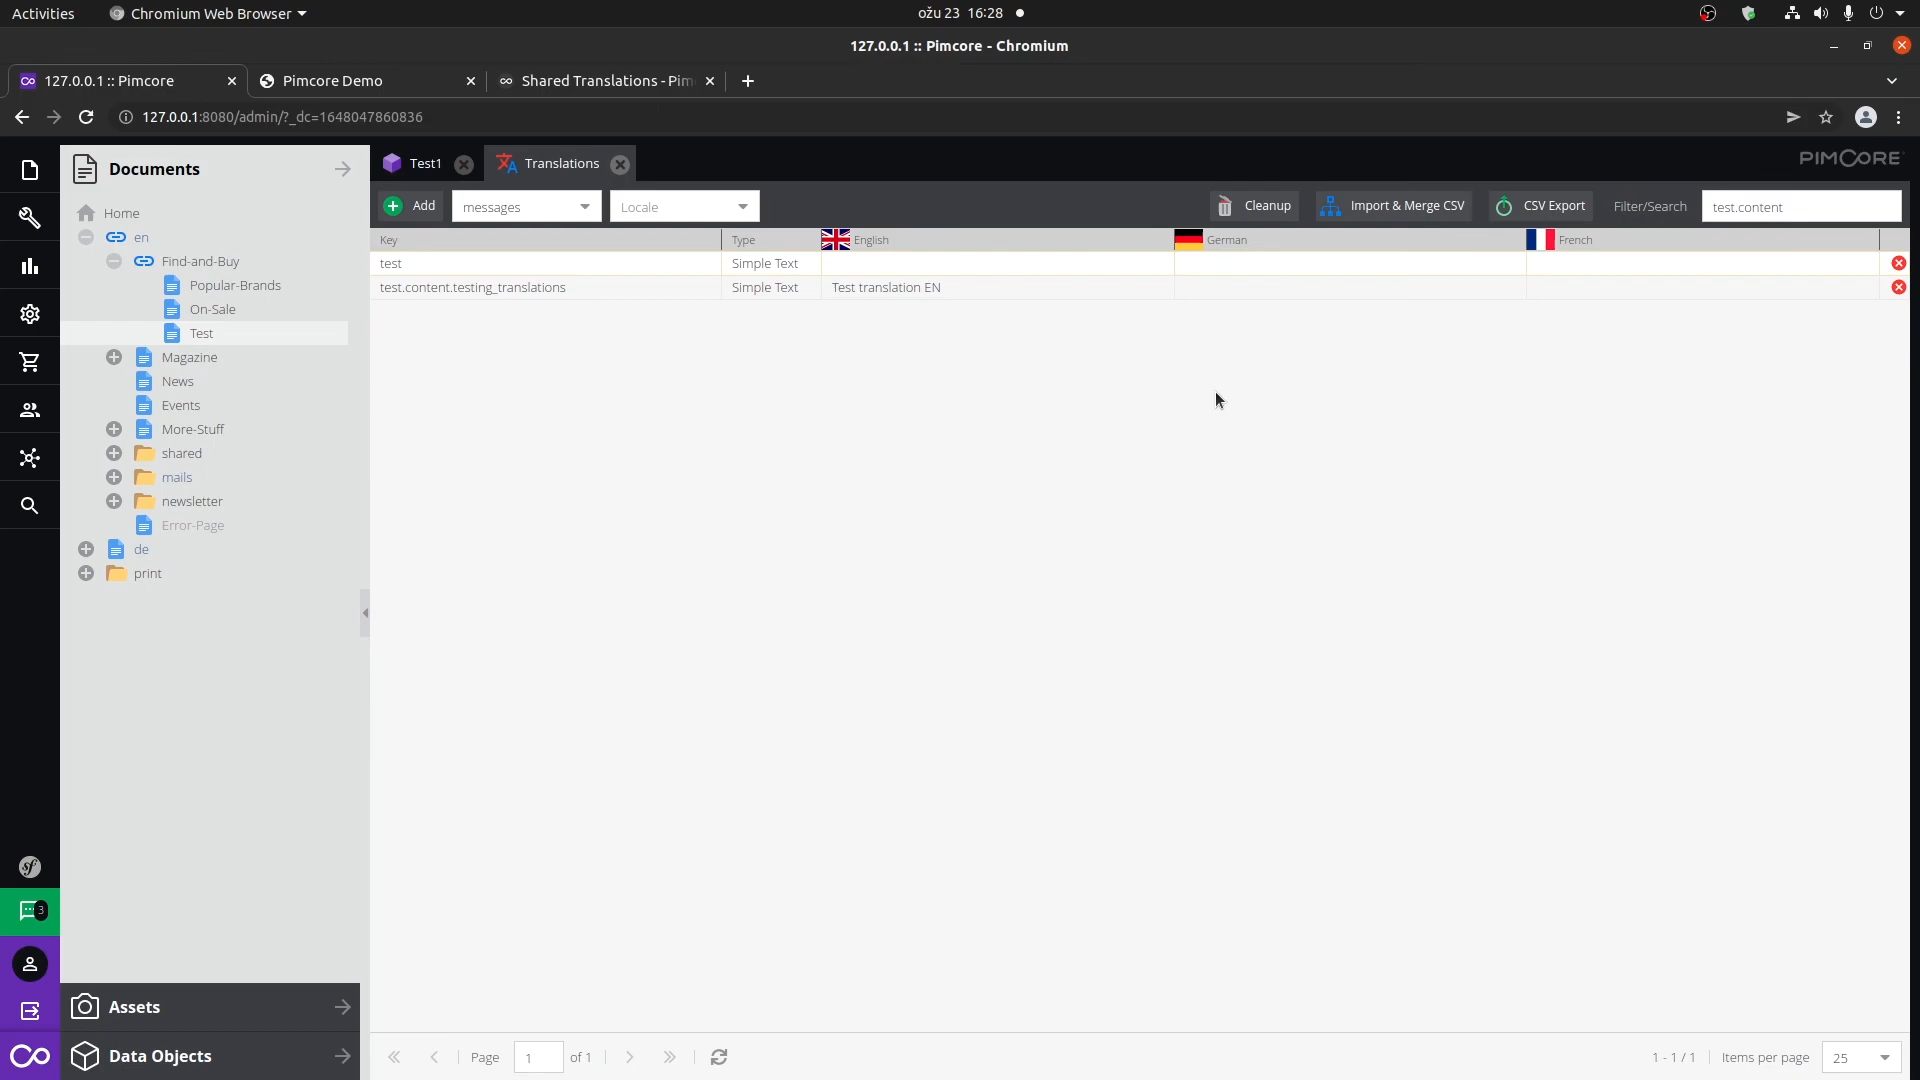 Activities
Chromium Web Browser
ožu 23 16:28
127.0.0.1 :: Pimcore - Chromium
127.0.0.1 :: Pimcore
Pimcore Demo
Shared Translations - Pim
127.0.0.1:8080/admin/?_dc=1648047860836
Documents
Test1
Translations
PIMCORE
Add
messages
Locale
Cleanup
Import & Merge CSV
CSV Export
Filter/Search
test.content
Key
Type
English
German
French
test
Simple Text
test.content.testing_translations
Simple Text
Test translation EN
Home
en
Find-and-Buy
Popular-Brands
On-Sale
Test
Magazine
News
Events
More-Stuff
shared
mails
newsletter
Error-Page
de
print
sf
3
Assets
Data Objects
Page
1
of 1
1 - 1 / 1
Items per page
25